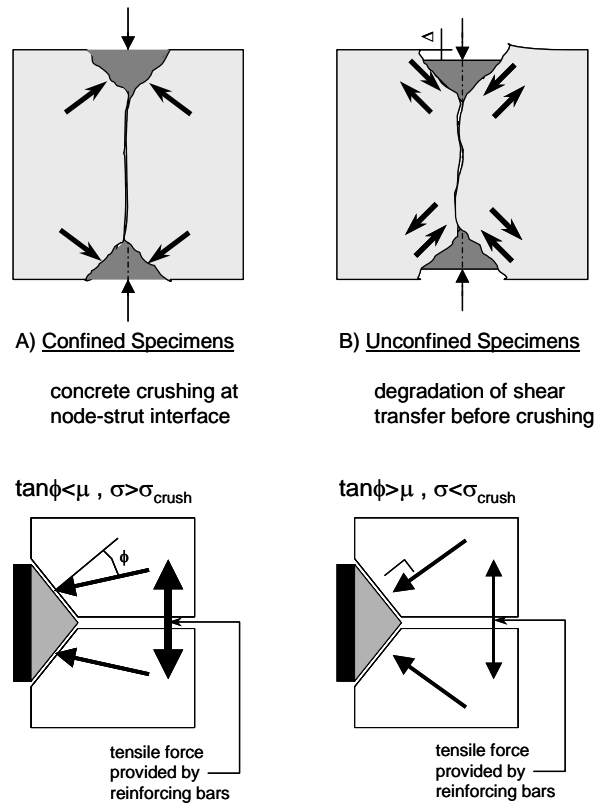 Δ
A) Confined Specimens
concrete crushing at
node-strut interface
B) Unconfined Specimens
degradation of shear
transfer before crushing
tanϕ<μ , σ>σcrush
ϕ
tensile force
provided by
reinforcing bars
tanϕ>μ , σ<σcrush
tensile force
provided by
reinforcing bars